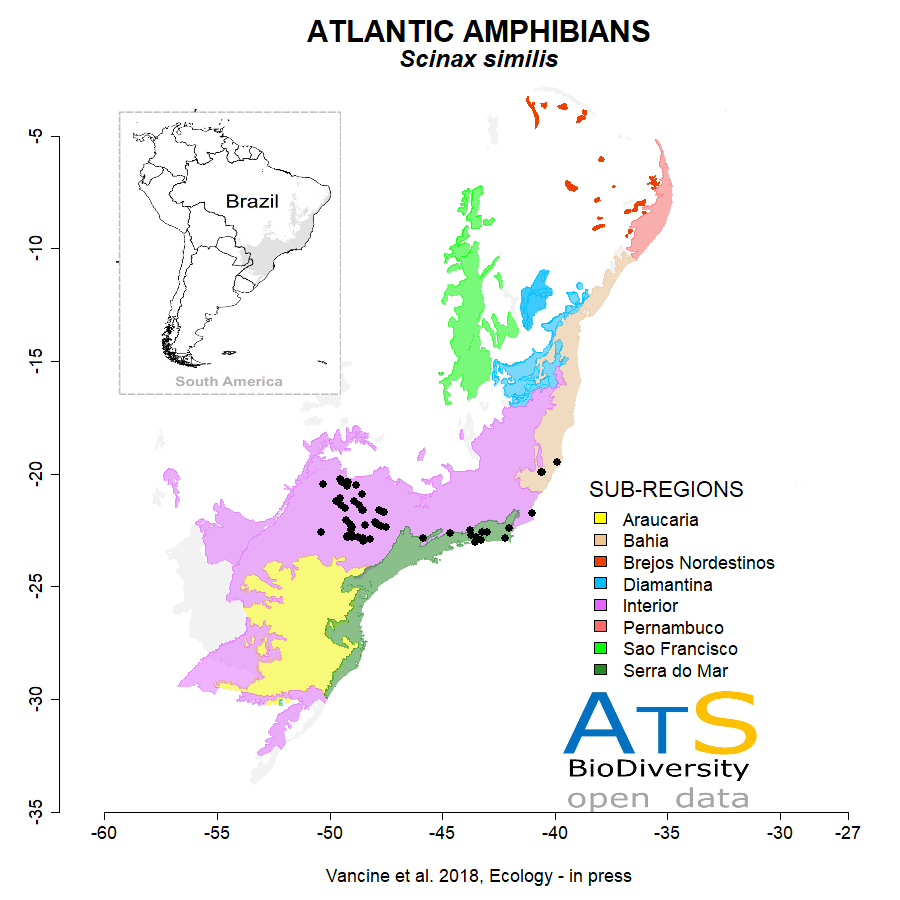 ATLANTIC AMPHIBIANS
Scinax similis
-5
-10
-15
-20
-25
-30
-35
Brazil
South America
SUB-REGIONS
Araucaria
Bahia
Brejos Nordestinos
Diamantina
Interior
Pernambuco
Sao Francisco
Serra do Mar
ATS
BioDiversity
open data
-60 -55 -50 -45 -40 -35 -30 -27
Vancine et al. 2018, Ecology - in press